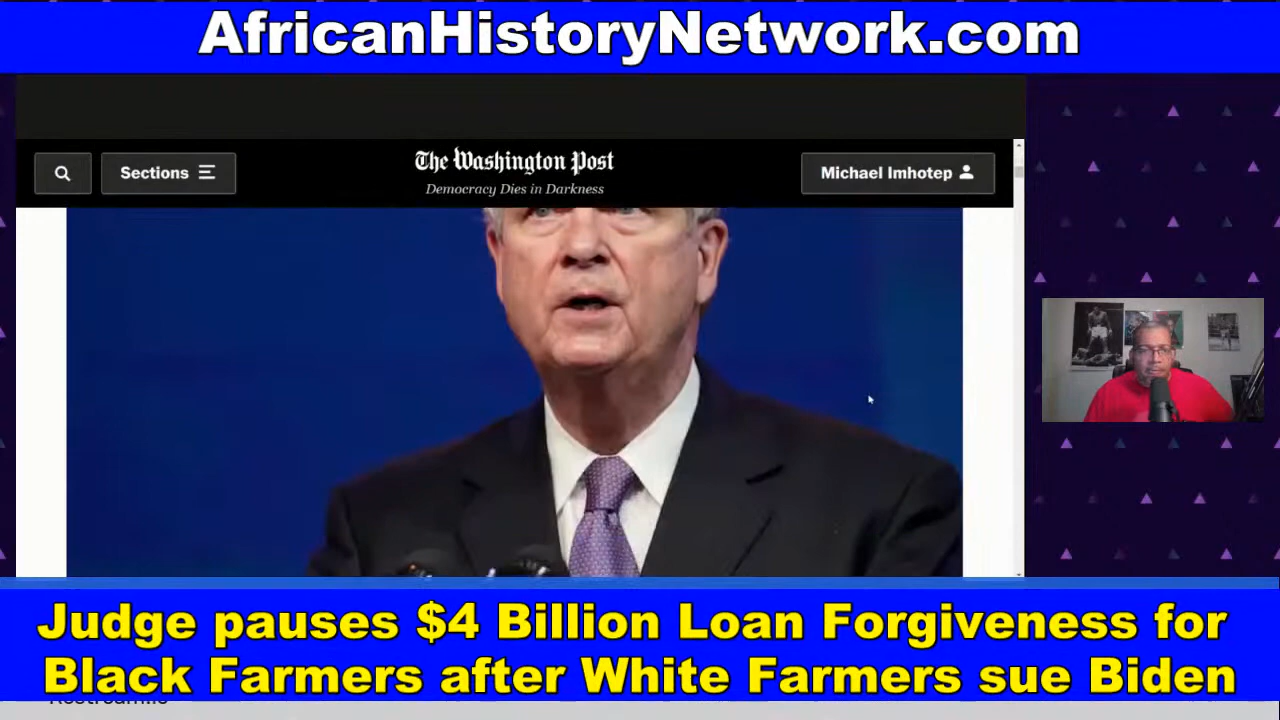 AfricanHistoryNetwork.com
Sections
The Washington Post
Democracy Dies in Darkness
Michael Imhotep
Judge pauses $4 Billion Loan Forgiveness for
Black Farmers after White Farmers sue Biden